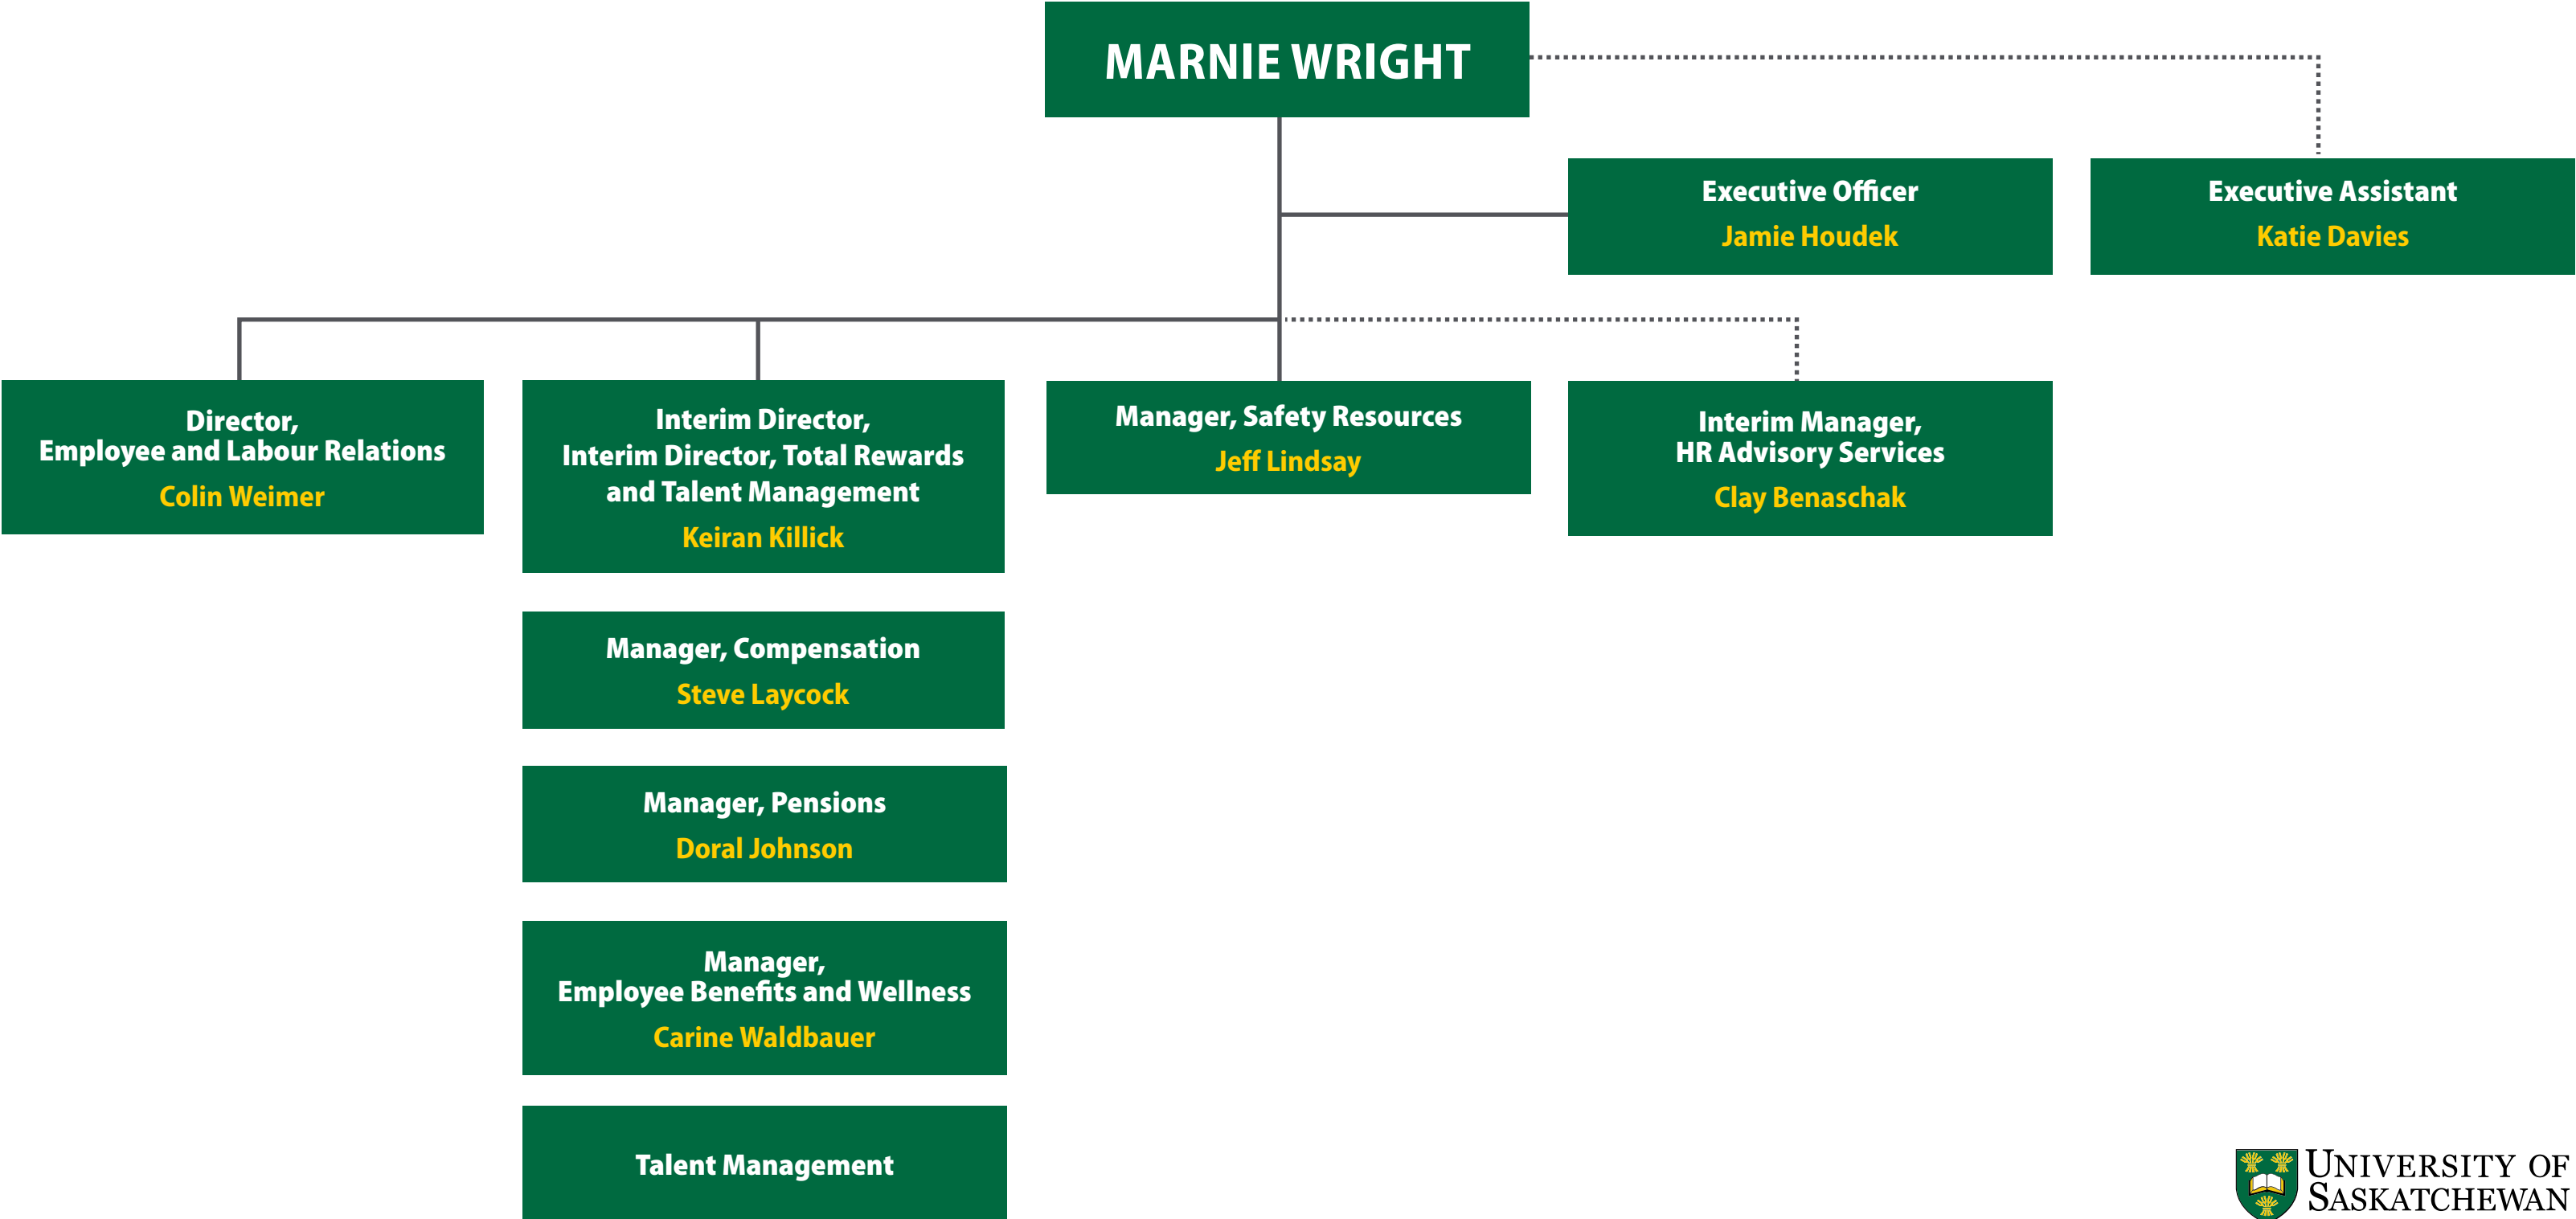 MARNIE WRIGHT
Executive Officer
Jamie Houdek
Executive Assistant
Katie Davies
Director,
Employee and Labour Relations
Colin Weimer
Interim Director,
Interim Director, Total Rewards
and Talent Management
Keiran Killick
Manager, Safety Resources
Jeff Lindsay
Interim Manager,
HR Advisory Services
Clay Benaschak
Manager, Compensation
Steve Laycock
Manager, Pensions
Doral Johnson
Manager,
Employee Benefits and Wellness
Carine Waldbauer
Talent Management
UNIVERSITY OF
SASKATCHEWAN